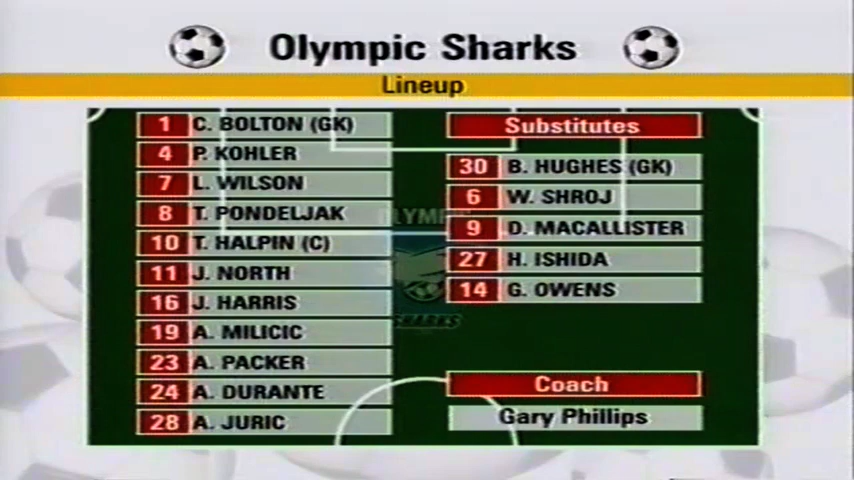 Olympic Sharks
Lineup
1 C. BOLTON (GK)
4 P. KOHLER
7 L. WILSON
8 T. PONDELJAK
10 T. HALPIN (C)
11 J. NORTH
16 J. HARRIS
19 A. MILICIC
23 A. PACKER
24 A. DURANTE
28 A. JURIC
Substitutes
30 B. HUGHES (GK)
6 W. SHROJ
9 D. MACALLISTER
27 H. ISHIDA
14 G. OWENS
OLYMPIC
SHARKS
Coach
Gary Phillips